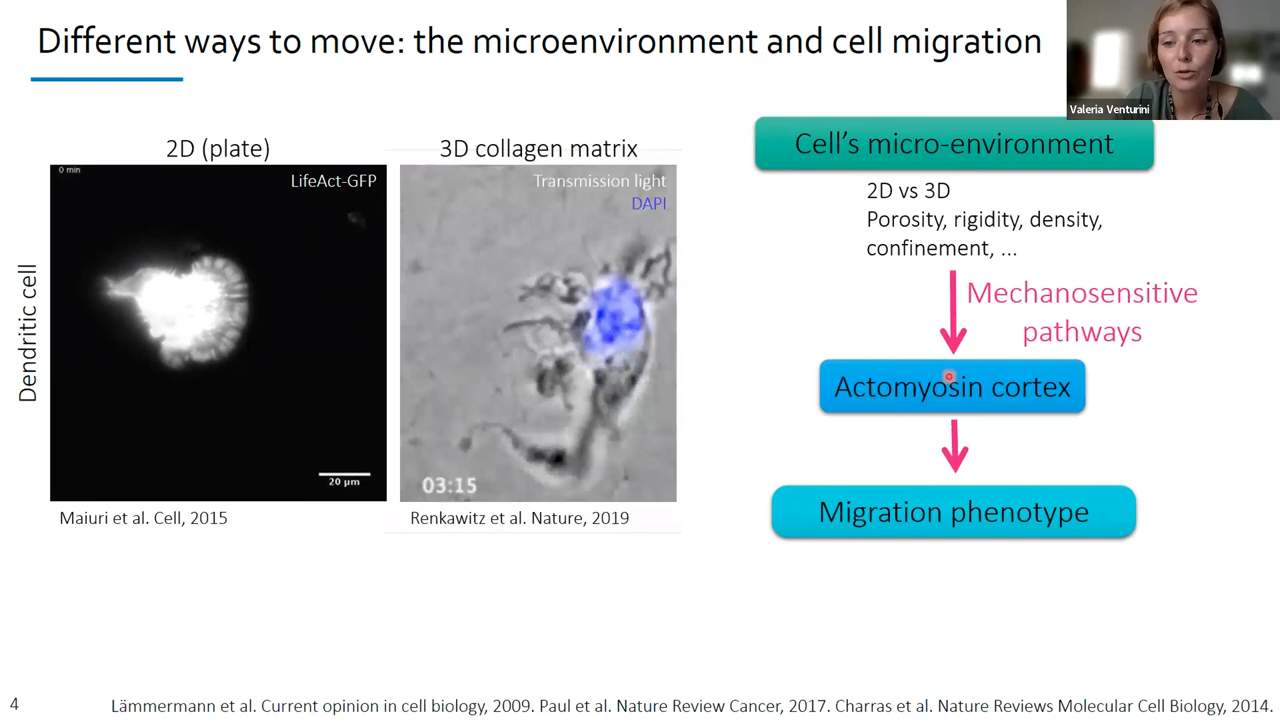 Different ways to move: the microenvironment and cell migration
Valeria Venturini
2D (plate)
0 min
LifeAct-GFP
20 µm
Dendritic cell
Maiuri et al. Cell, 2015
3D collagen matrix
Transmission light
DAPI
03:15
Renkawitz et al. Nature, 2019
Cell's micro-environment
2D vs 3D
Porosity, rigidity, density,
confinement, ...
Mechanosensitive
pathways
Actomyosin cortex
Migration phenotype
4
Lämmermann et al. Current opinion in cell biology, 2009. Paul et al. Nature Review Cancer, 2017. Charras et al. Nature Reviews Molecular Cell Biology, 2014.